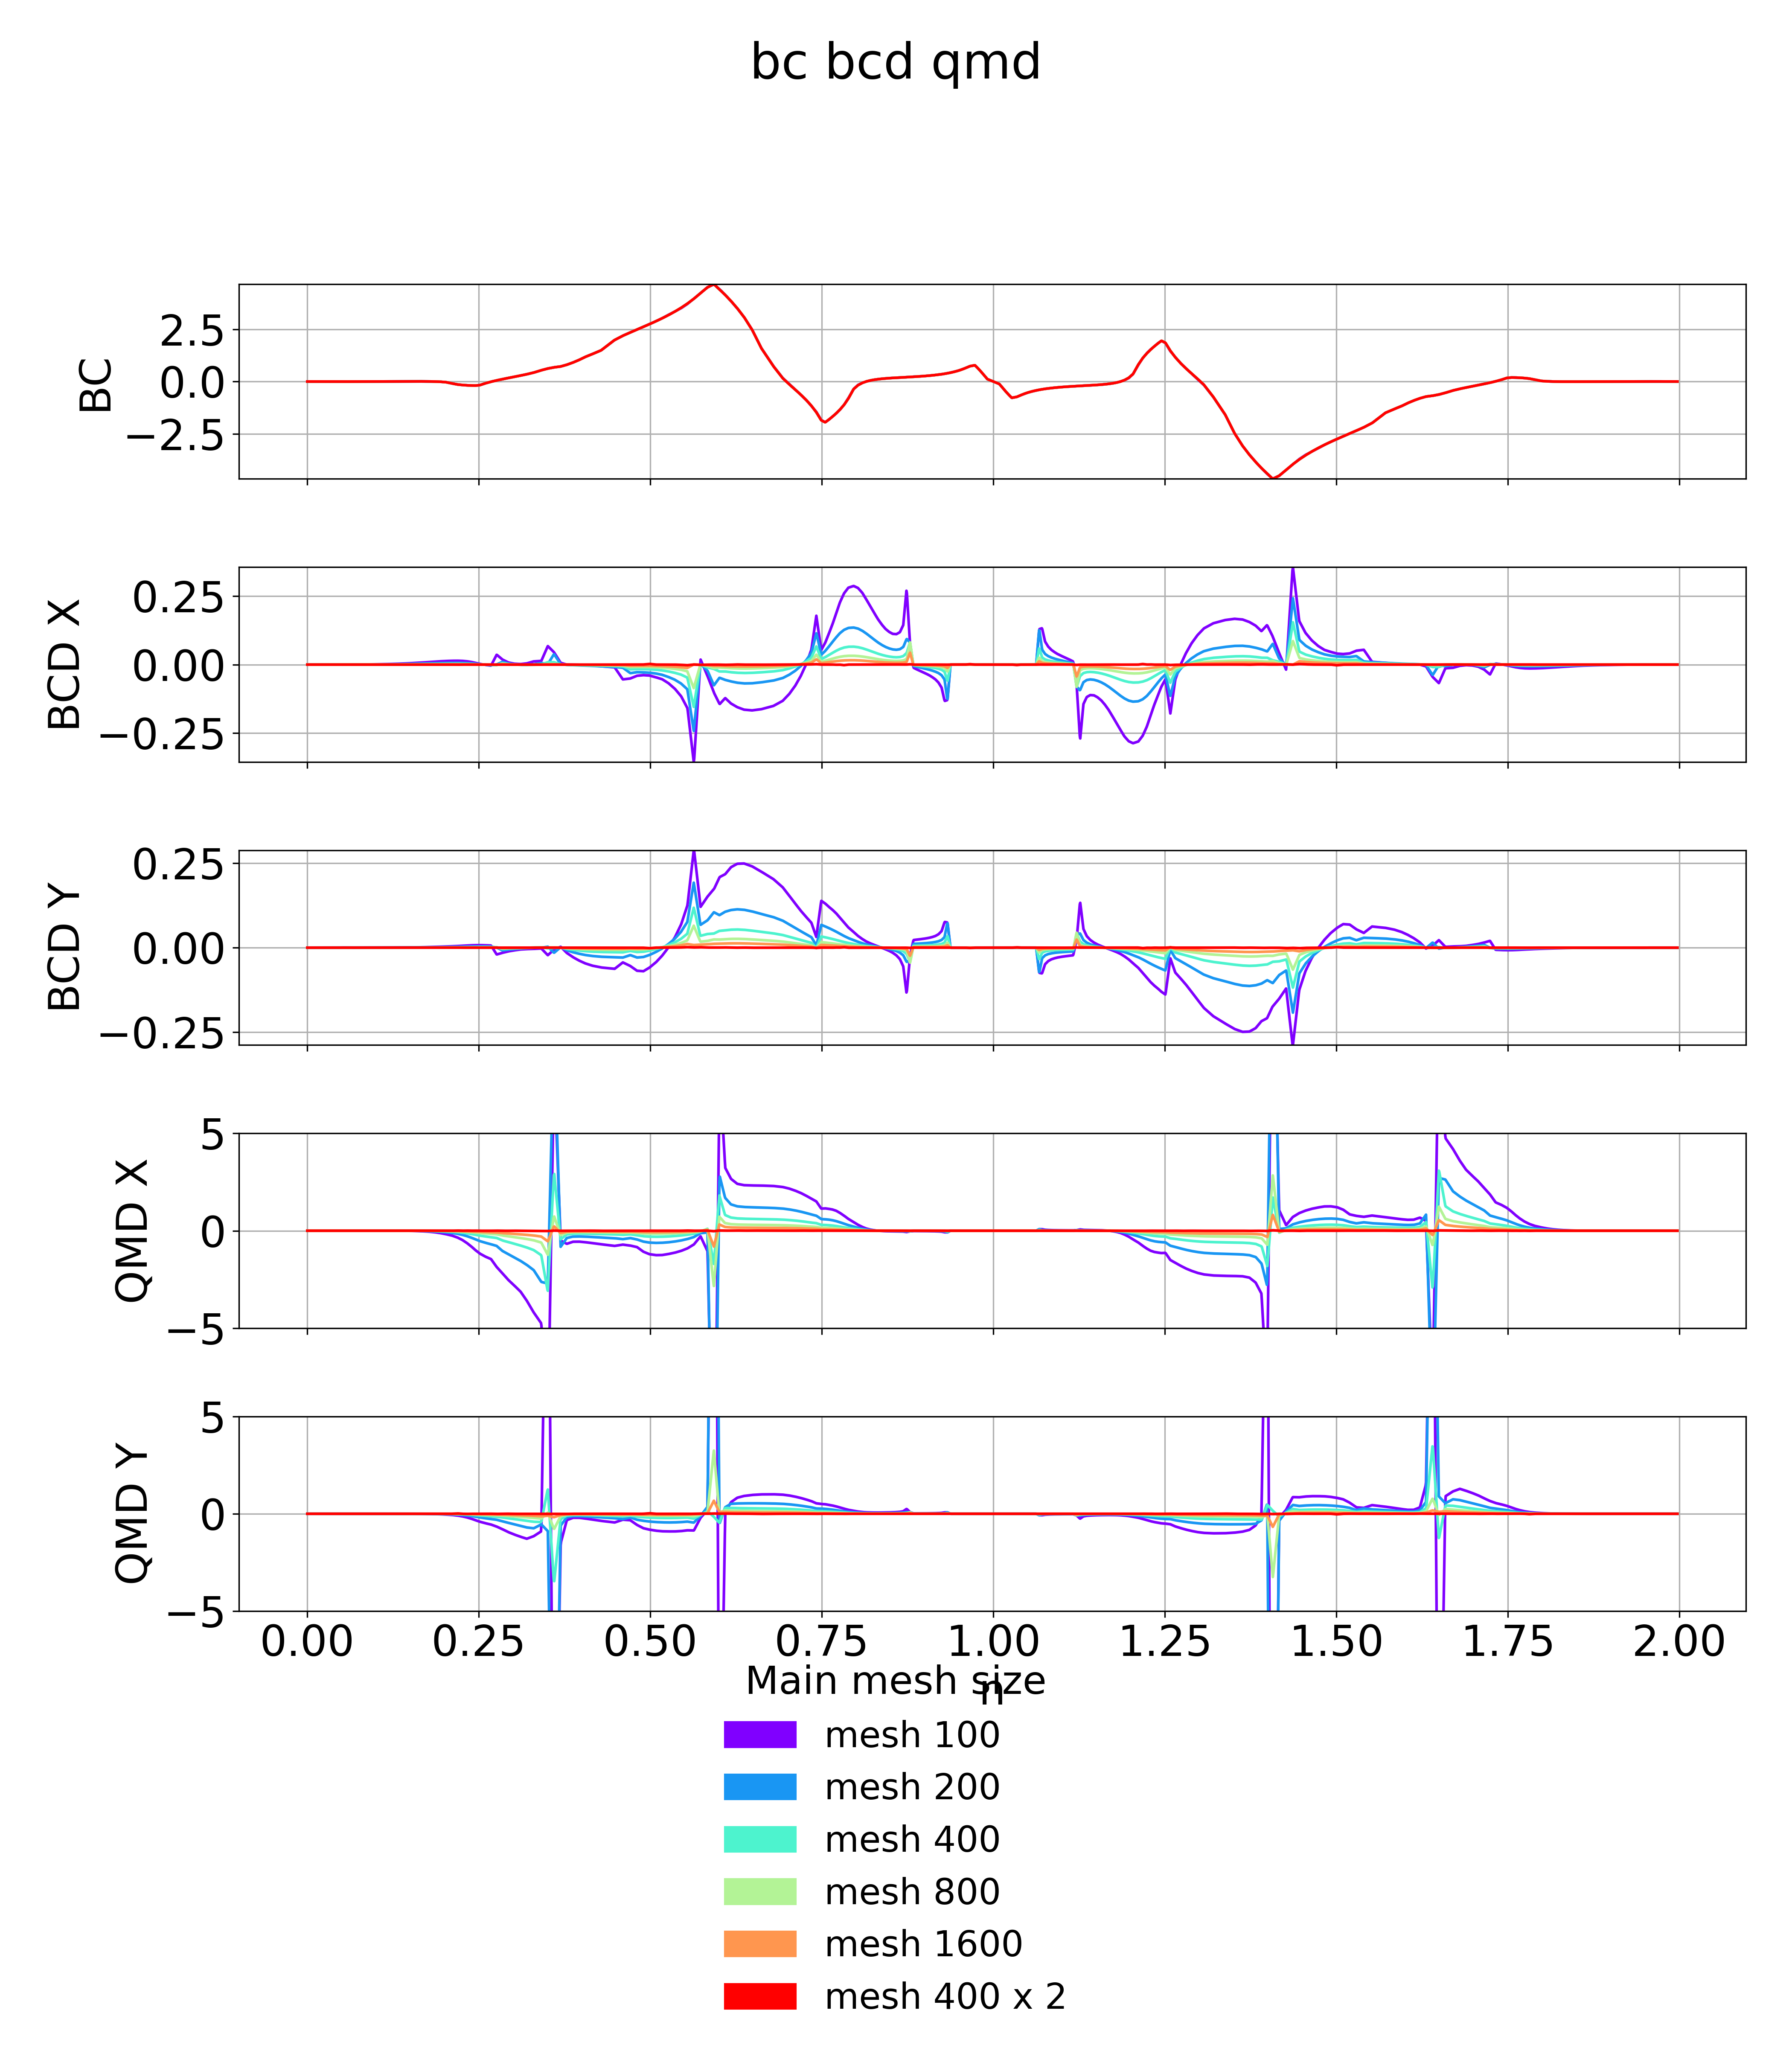 bc bcd qmd
BC
2.5
0.0
−2.5
BCD X
0.25
0.00
−0.25
BCD Y
0.25
0.00
−0.25
QMD X
5
0
−5
QMD Y
5
0
−5
0.00 0.25 0.50 0.75 1.00 1.25 1.50 1.75 2.00
n
Main mesh size
mesh 100
mesh 200
mesh 400
mesh 800
mesh 1600
mesh 400 x 2